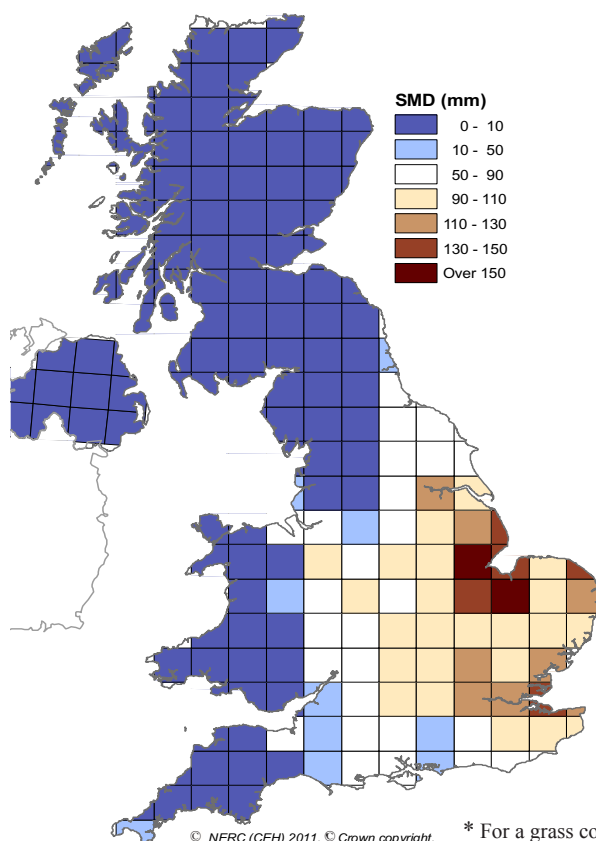 SMD (mm)
0 - 10
10 - 50
50 - 90
90 - 110
110 - 130
130 - 150
Over 150
© NERC (CEH) 2011. © Crown copyright.
* For a grass co